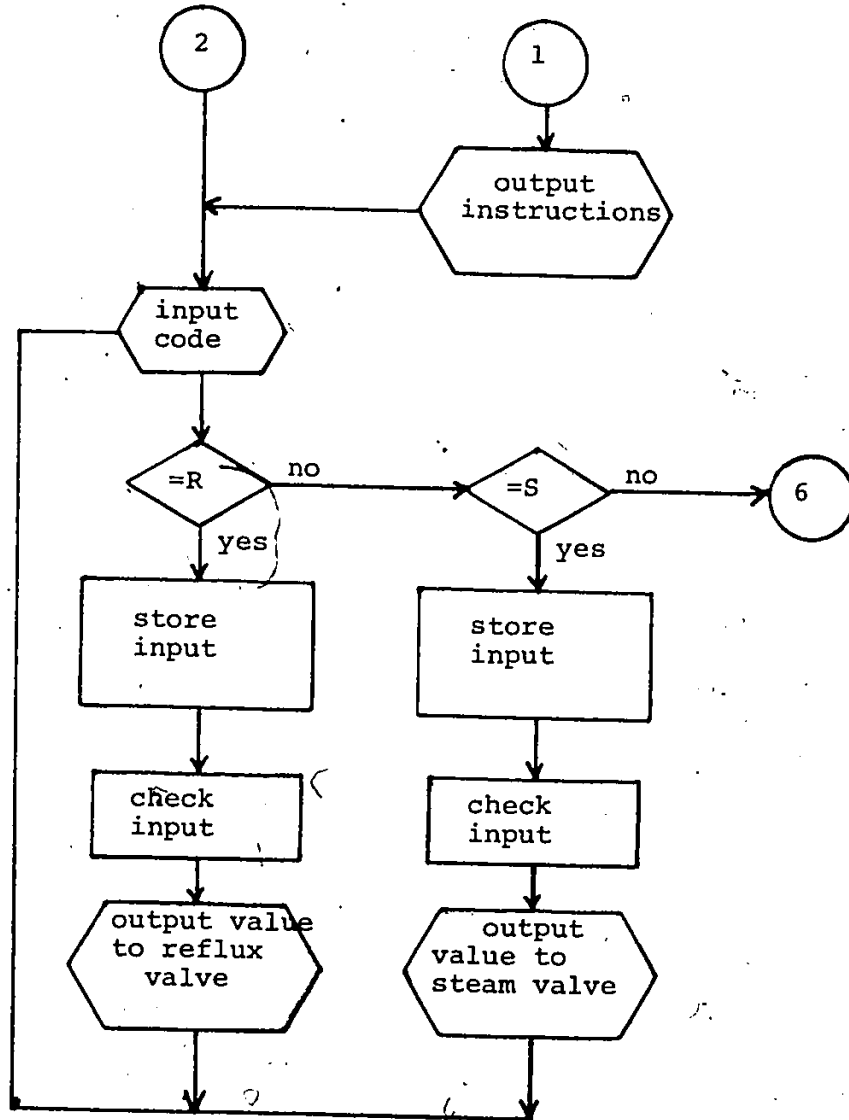 2
1
output
instructions
input
code
=R
no
=S
no
6
yes
yes
store
input
store
input
check
input
check
input
output value
to reflux
valve
output
value to
steam valve